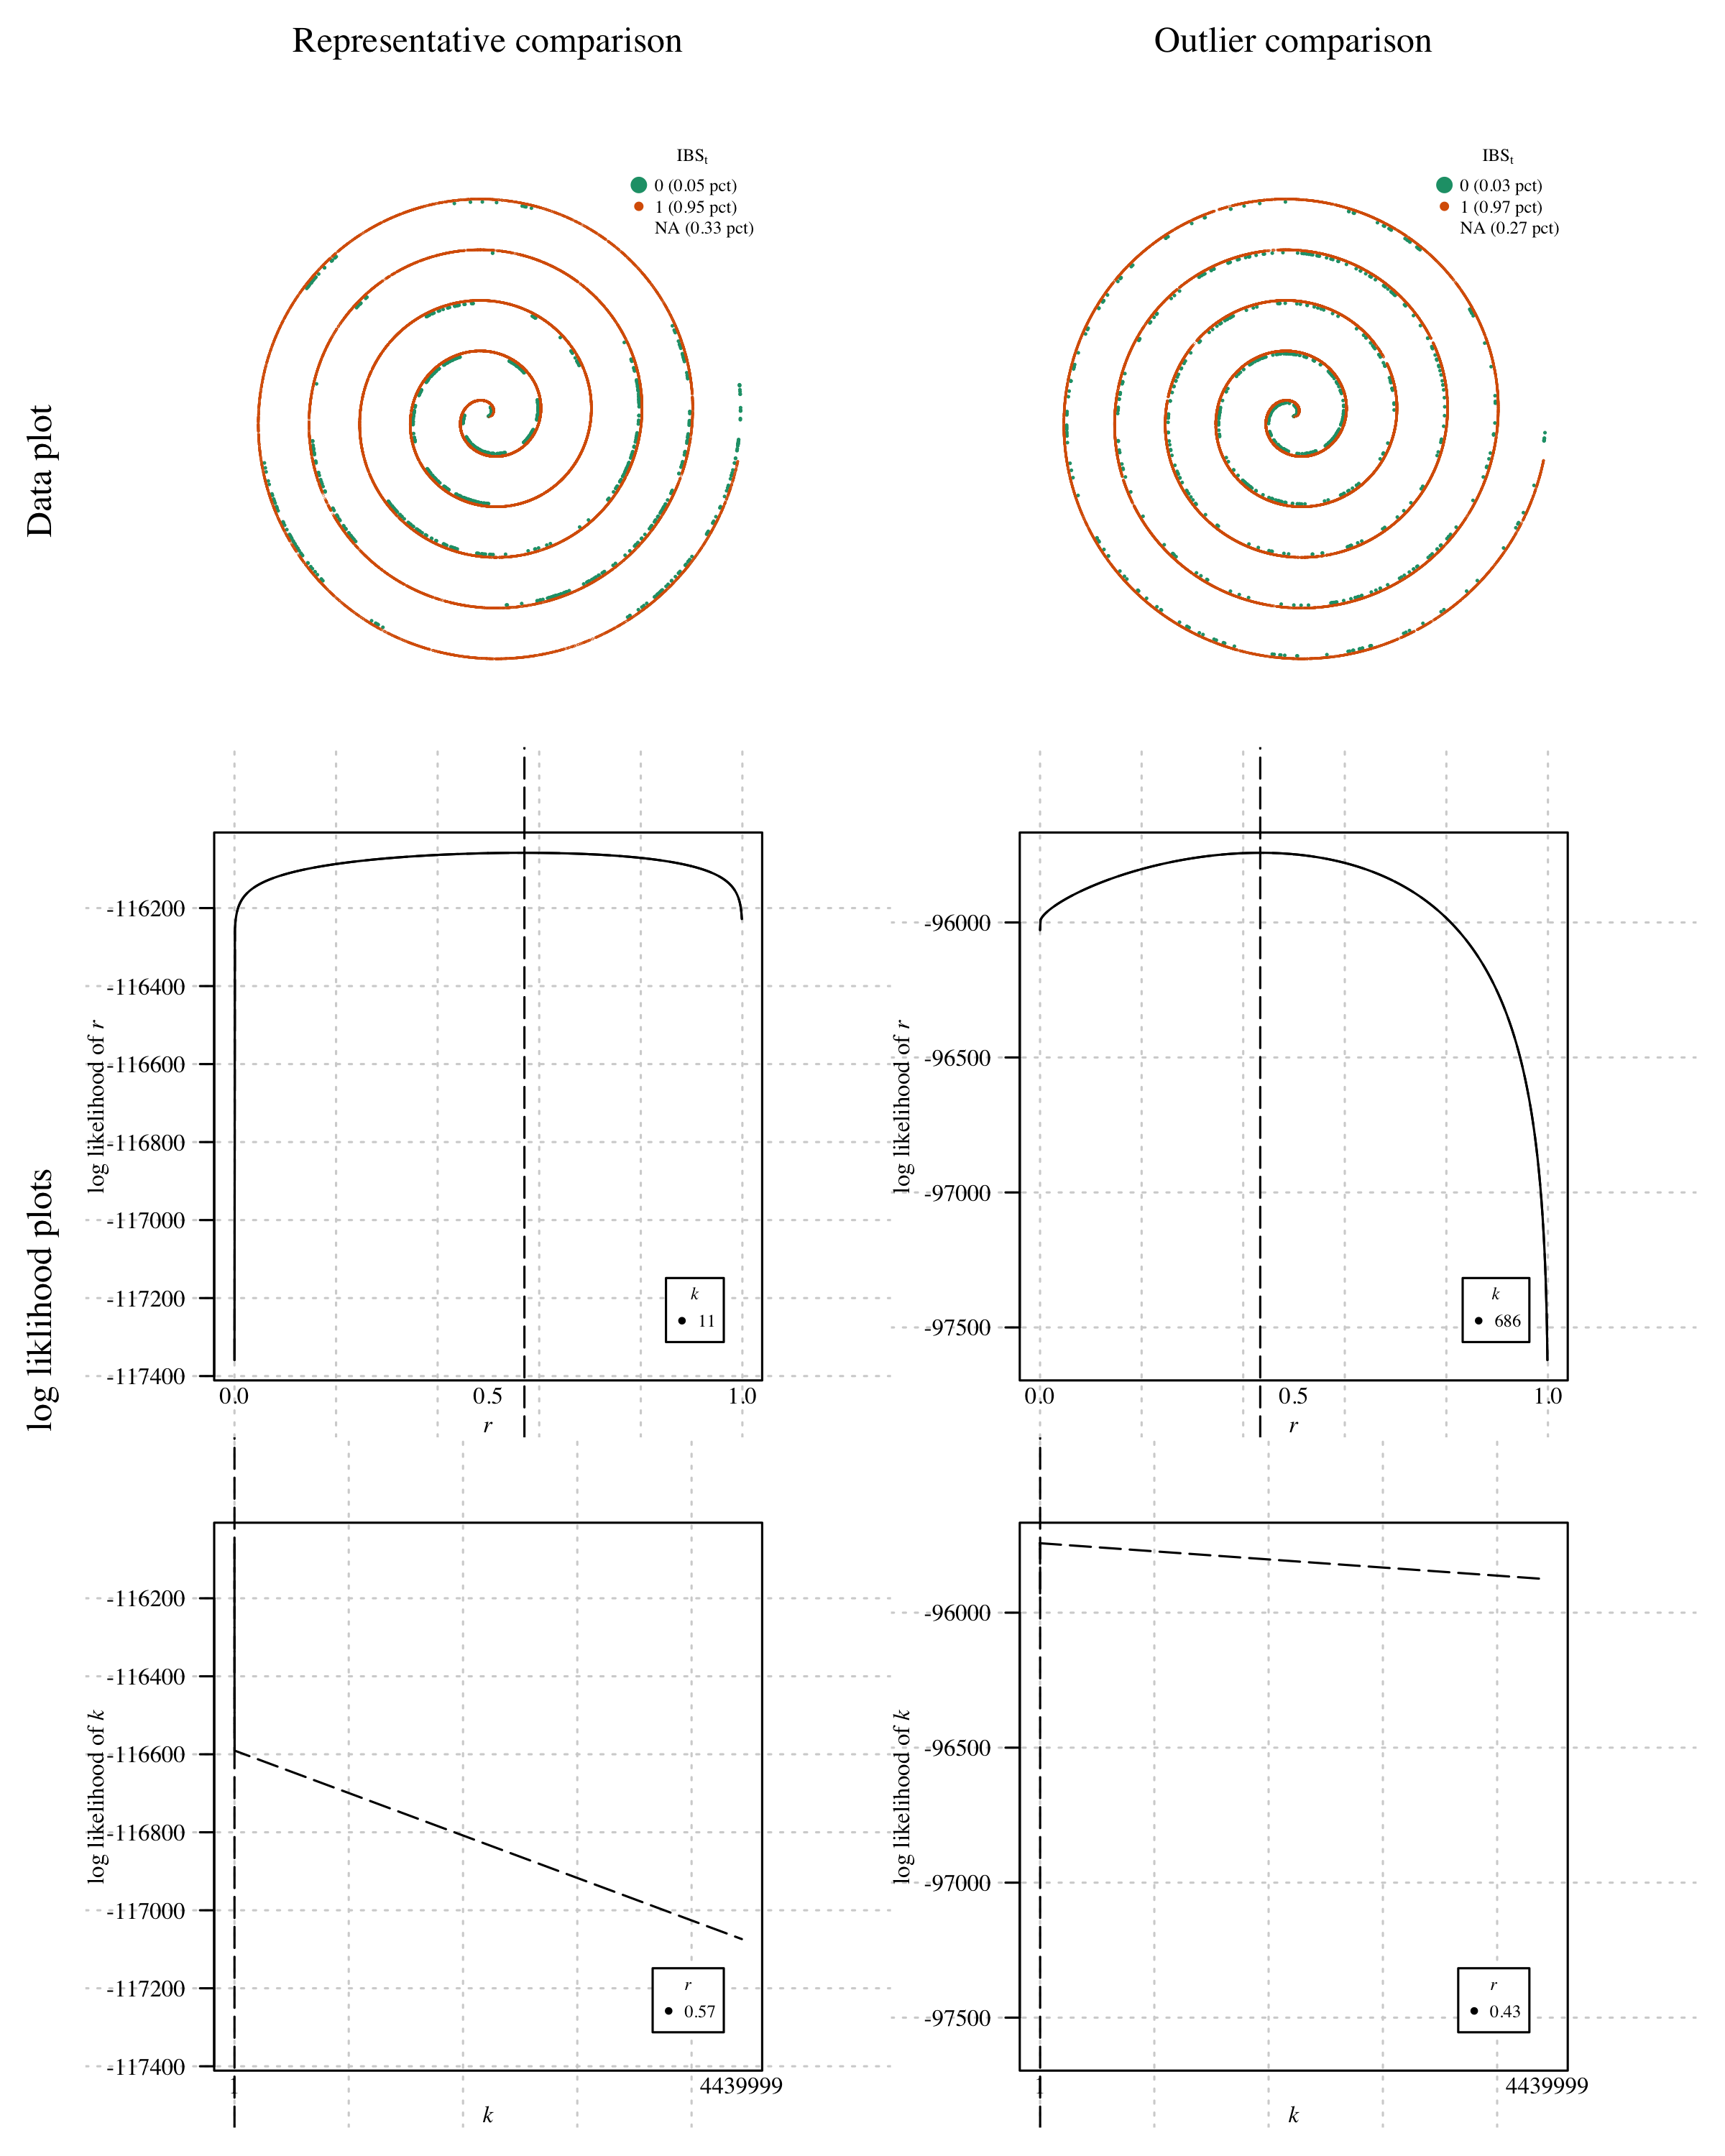 Representative comparison
Outlier comparison
Data plot
IBSt
0 (0.05 pct)
1 (0.95 pct)
NA (0.33 pct)
IBSt
0 (0.03 pct)
1 (0.97 pct)
NA (0.27 pct)
log liklihood plots
log likelihood of r
-116200
-116400
-116600
-116800
-117000
-117200
-117400
k
11
0.0
0.5
1.0
r
log likelihood of r
-96000
-96500
-97000
-97500
k
686
0.0
0.5
1.0
r
log likelihood of k
-116200
-116400
-116600
-116800
-117000
-117200
-117400
r
0.57
1
4439999
k
log likelihood of k
-96000
-96500
-97000
-97500
r
0.43
1
4439999
k